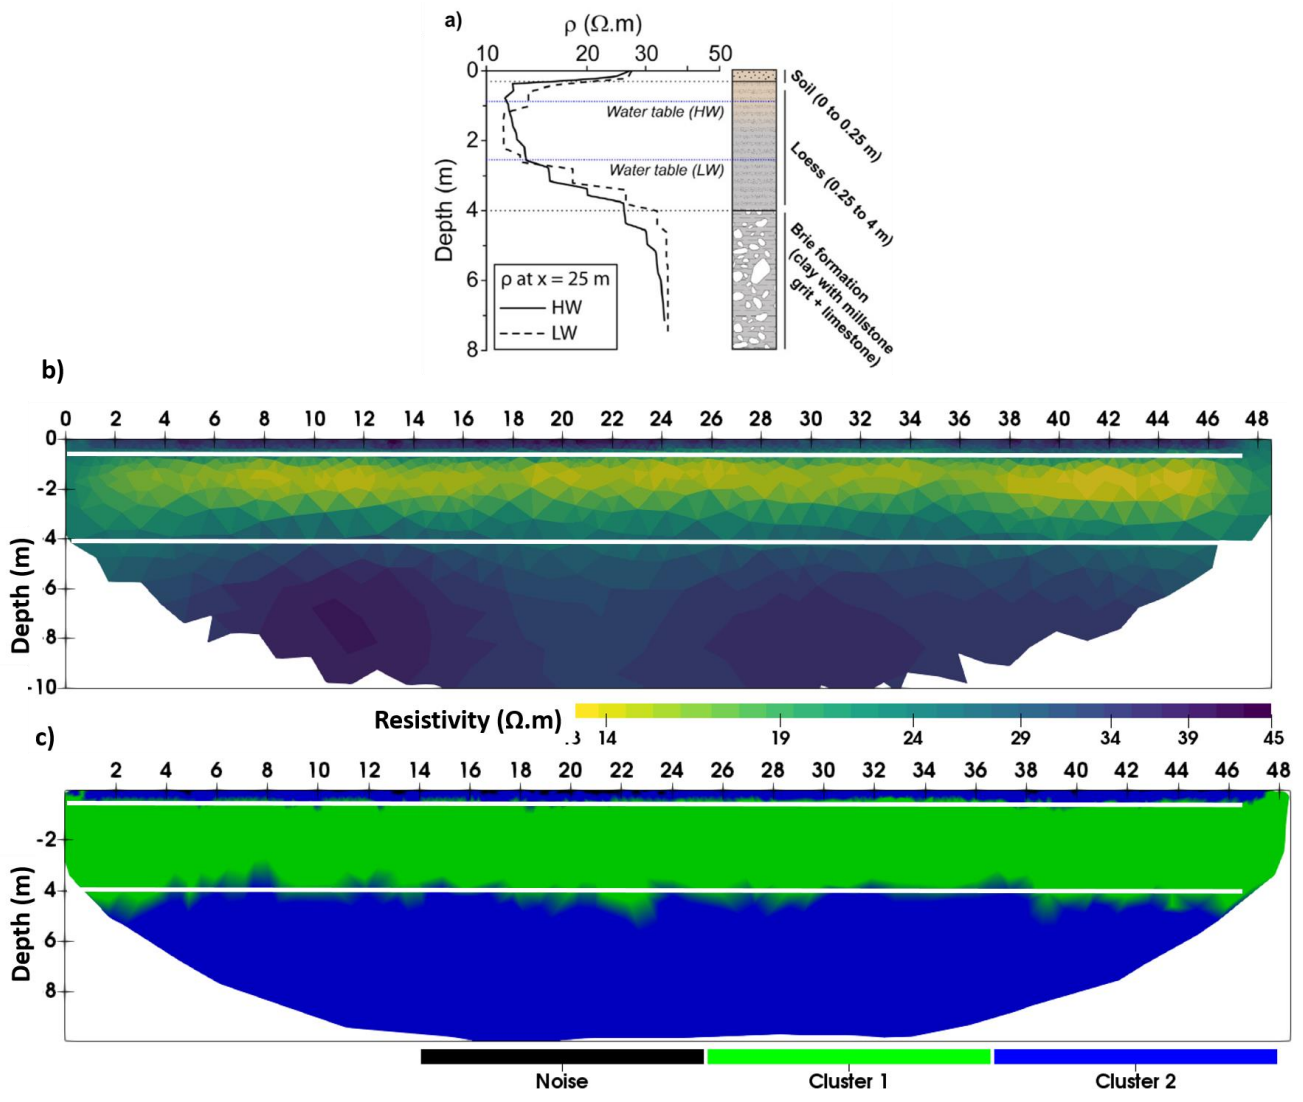 a)
ρ (Ω.m)
10 20 30 50
0
2
4
6
8
Depth (m)
Water table (HW)
Water table (LW)
ρ at x = 25 m
HW
LW
Soil (0 to 0.25 m)
Loess (0.25 to 4 m)
Brie formation
(clay with millstone
grit + limestone)
b)
0 2 4 6 8 10 12 14 16 18 20 22 24 26 28 30 32 34 36 38 40 42 44 46 48
0
-2
-4
-6
-8
-10
Depth (m)
Resistivity (Ω.m)
14 19 24 29 34 39 45
c)
2 4 6 8 10 12 14 16 18 20 22 24 26 28 30 32 34 36 38 40 42 44 46 48
-2
4
6
8
Depth (m)
Noise Cluster 1 Cluster 2